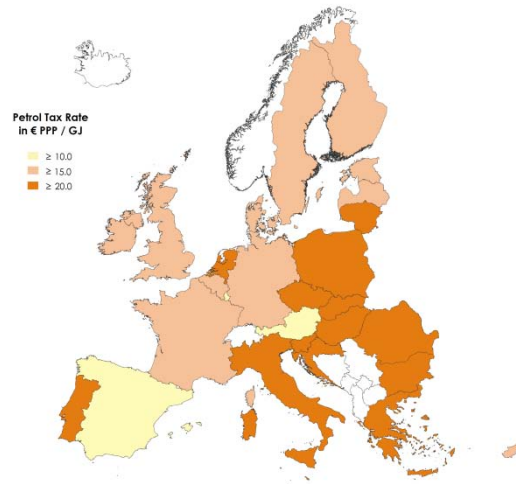 Petrol Tax Rate
in € PPP / GJ
≥ 10.0
≥ 15.0
≥ 20.0